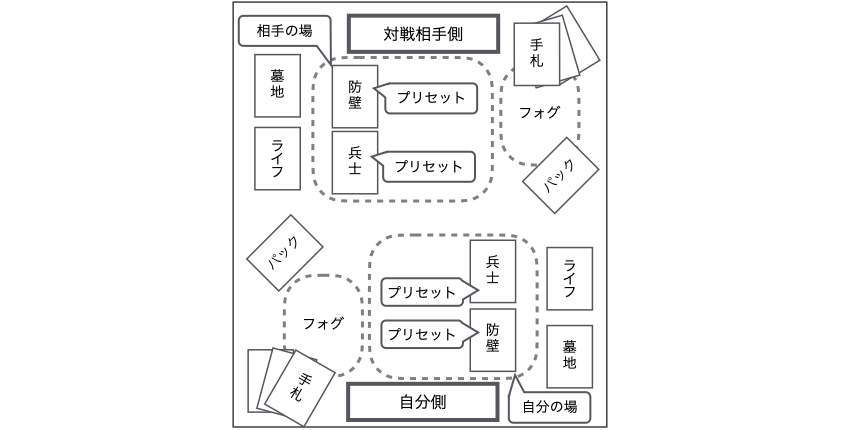 相手の場
対戦相手側
手札
墓地
防壁
プリセット
フォグ
ライフ
兵士
プリセット
パック
パック
兵士
ライフ
プリセット
フォグ
プリセット
防壁
墓地
手札
自分側
自分の場